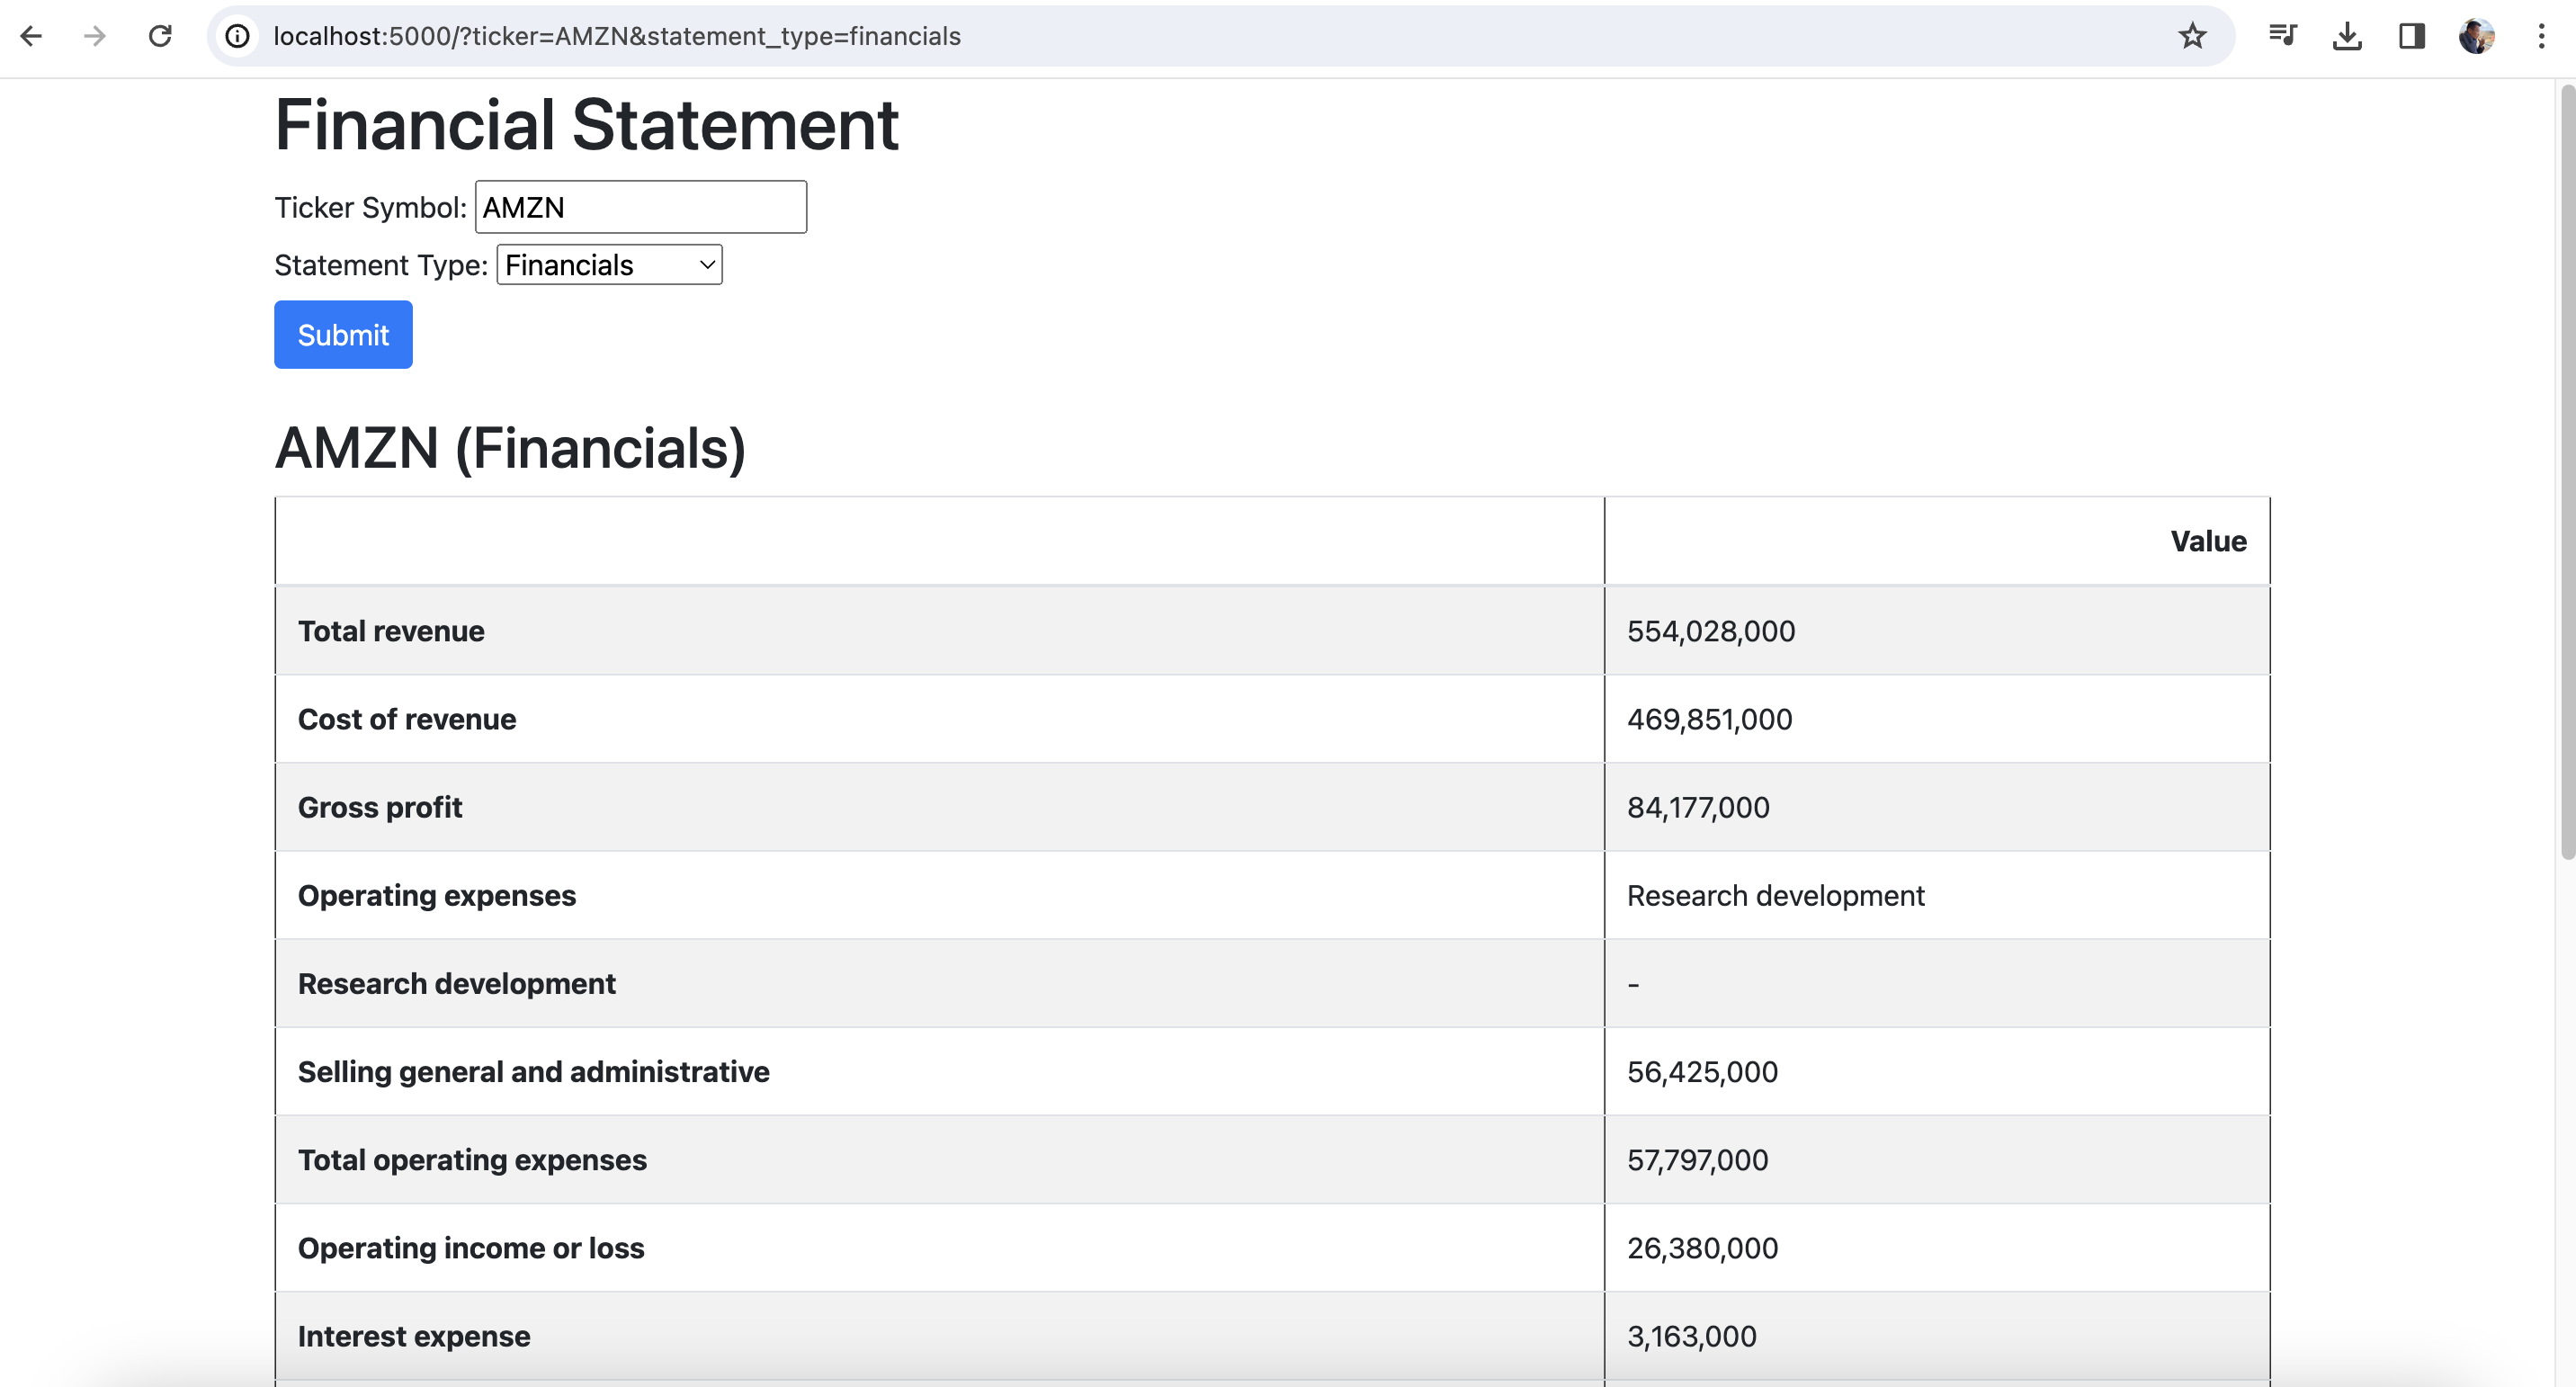 localhost:5000/?ticker=AMZN&statement_type=financials
Financial Statement
Ticker Symbol: AMZN
Statement Type: Financials
Submit
AMZN (Financials)
Value
Total revenue 554,028,000
Cost of revenue 469,851,000
Gross profit 84,177,000
Operating expenses Research development
Research development -
Selling general and administrative 56,425,000
Total operating expenses 57,797,000
Operating income or loss 26,380,000
Interest expense 3,163,000